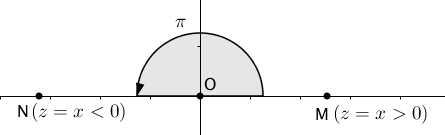 π
O
N (z = x < 0)
M (z = x > 0)